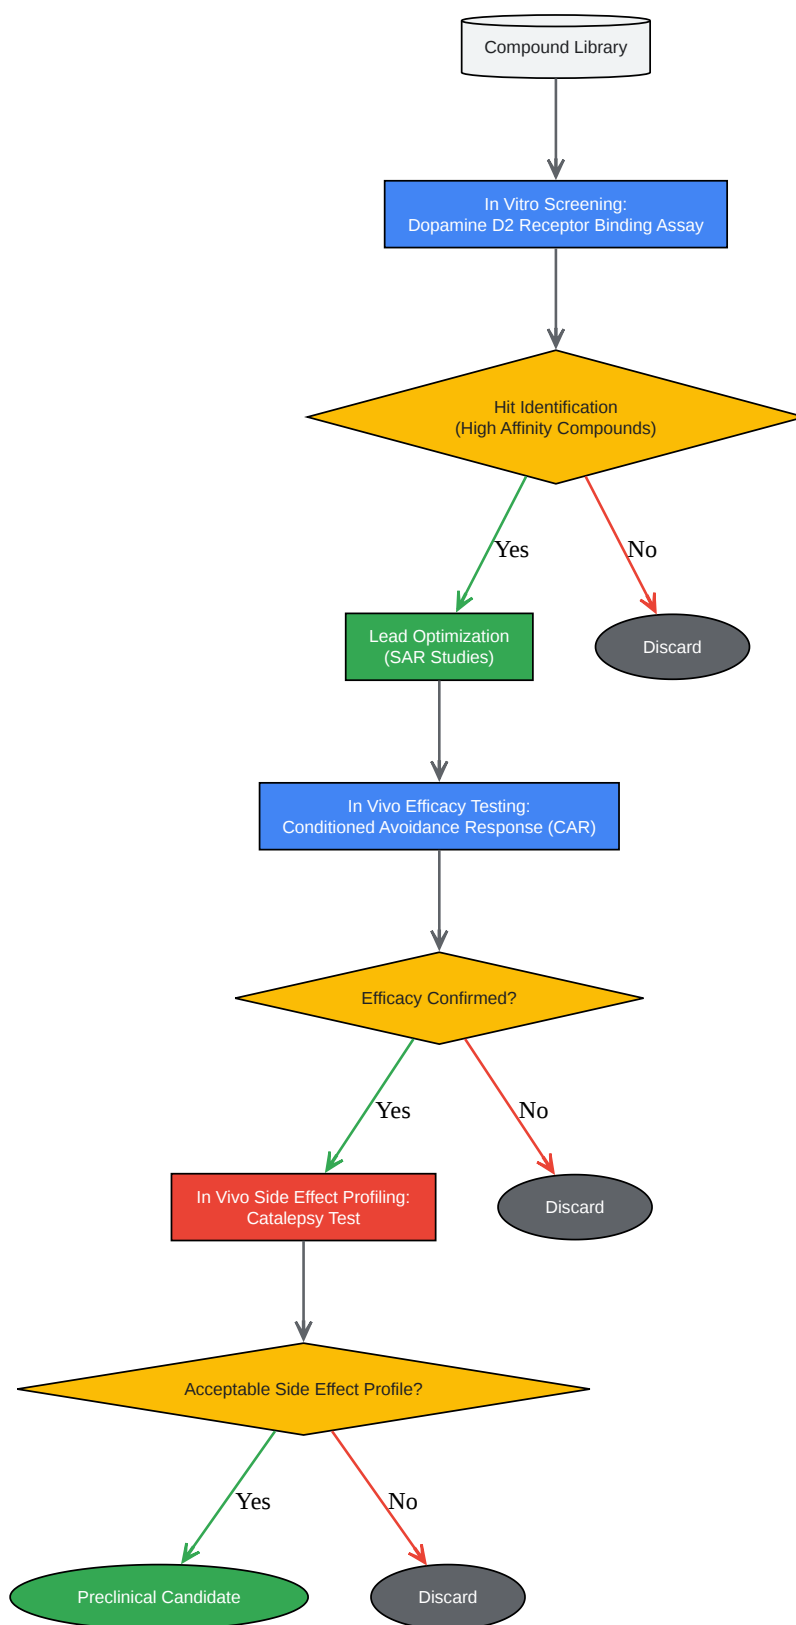 Compound Library
In Vitro Screening:
Dopamine D2 Receptor Binding Assay
Hit Identification
(High Affinity Compounds)
Yes
No
Lead Optimization
(SAR Studies)
Discard
In Vivo Efficacy Testing:
Conditioned Avoidance Response (CAR)
Efficacy Confirmed?
Yes
No
In Vivo Side Effect Profiling:
Catalepsy Test
Discard
Acceptable Side Effect Profile?
Yes
No
Preclinical Candidate
Discard